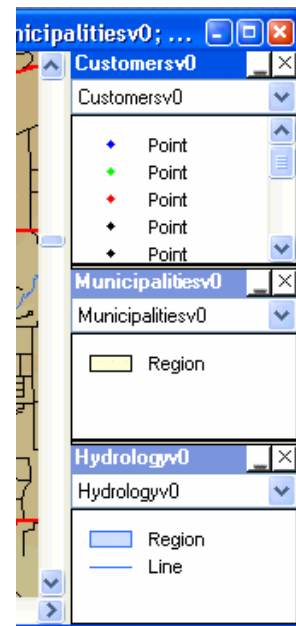 nicipalitiesv0; ...
Customersv0
Customersv0
Point
Point
Point
Point
Point
Municipalitiesv0
Municipalitiesv0
Region
Hydrologyv0
Hydrologyv0
Region
Line